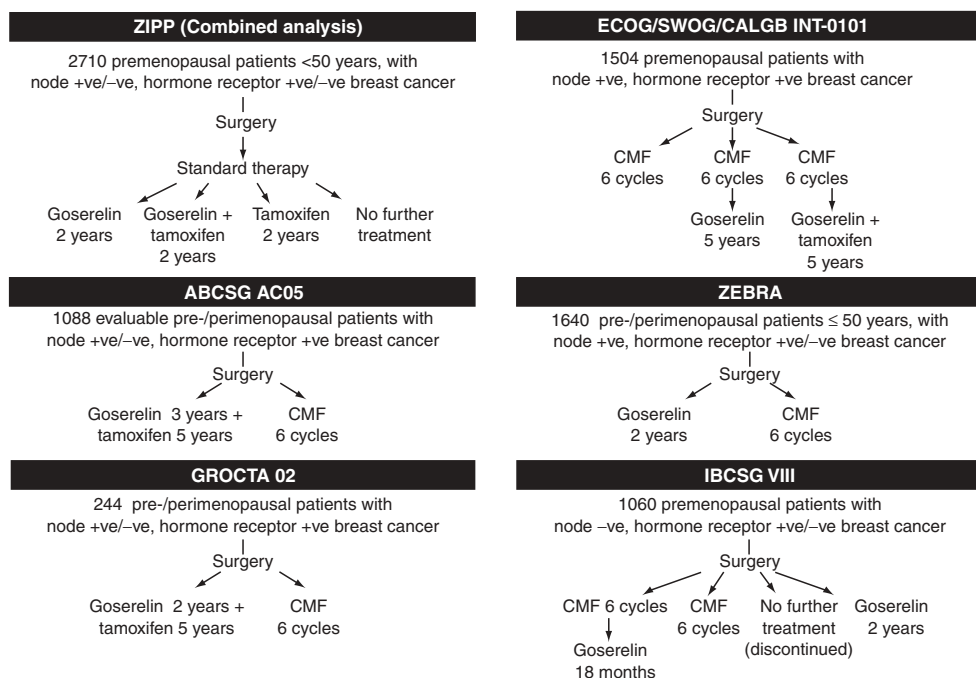 ZIPP (Combined analysis)
2710 premenopausal patients <50 years, with
node +ve/–ve, hormone receptor +ve/–ve breast cancer
Surgery
Standard therapy
Goserelin
2 years
Goserelin +
tamoxifen
2 years
Tamoxifen
2 years
No further
treatment
ECOG/SWOG/CALGB INT-0101
1504 premenopausal patients with
node +ve, hormone receptor +ve breast cancer
Surgery
CMF
6 cycles
CMF
6 cycles
CMF
6 cycles
Goserelin
5 years
Goserelin +
tamoxifen
5 years
ABCSG AC05
1088 evaluable pre-/perimenopausal patients with
node +ve/–ve, hormone receptor +ve breast cancer
Surgery
Goserelin 3 years +
tamoxifen 5 years
CMF
6 cycles
ZEBRA
1640 pre-/perimenopausal patients ≤ 50 years, with
node +ve, hormone receptor +ve/–ve breast cancer
Surgery
Goserelin
2 years
CMF
6 cycles
GROCTA 02
244 pre-/perimenopausal patients with
node +ve/–ve, hormone receptor +ve breast cancer
Surgery
Goserelin 2 years +
tamoxifen 5 years
CMF
6 cycles
IBCSG VIII
1060 premenopausal patients with
node –ve, hormone receptor +ve/–ve breast cancer
Surgery
CMF 6 cycles
Goserelin
18 months
CMF
6 cycles
No further
treatment
(discontinued)
Goserelin
2 years